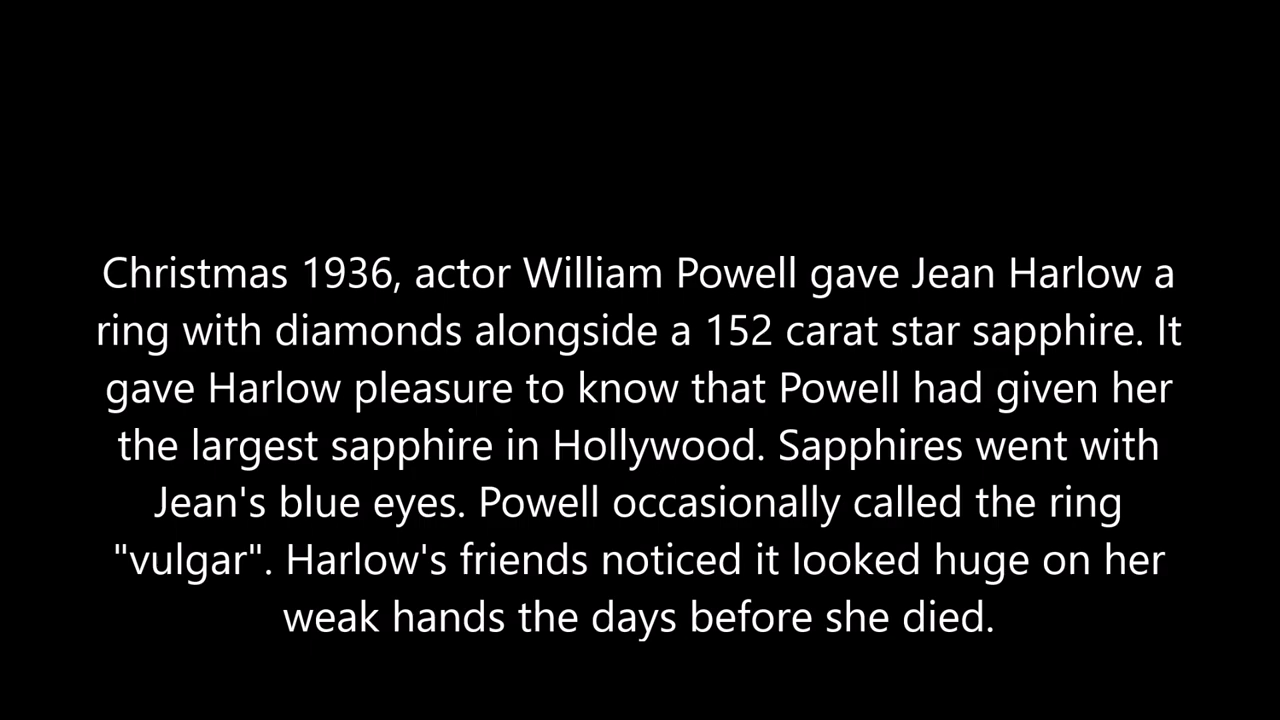 Christmas 1936, actor William Powell gave Jean Harlow a
ring with diamonds alongside a 152 carat star sapphire. It
gave Harlow pleasure to know that Powell had given her
the largest sapphire in Hollywood. Sapphires went with
Jean's blue eyes. Powell occasionally called the ring
"vulgar". Harlow's friends noticed it looked huge on her
weak hands the days before she died.